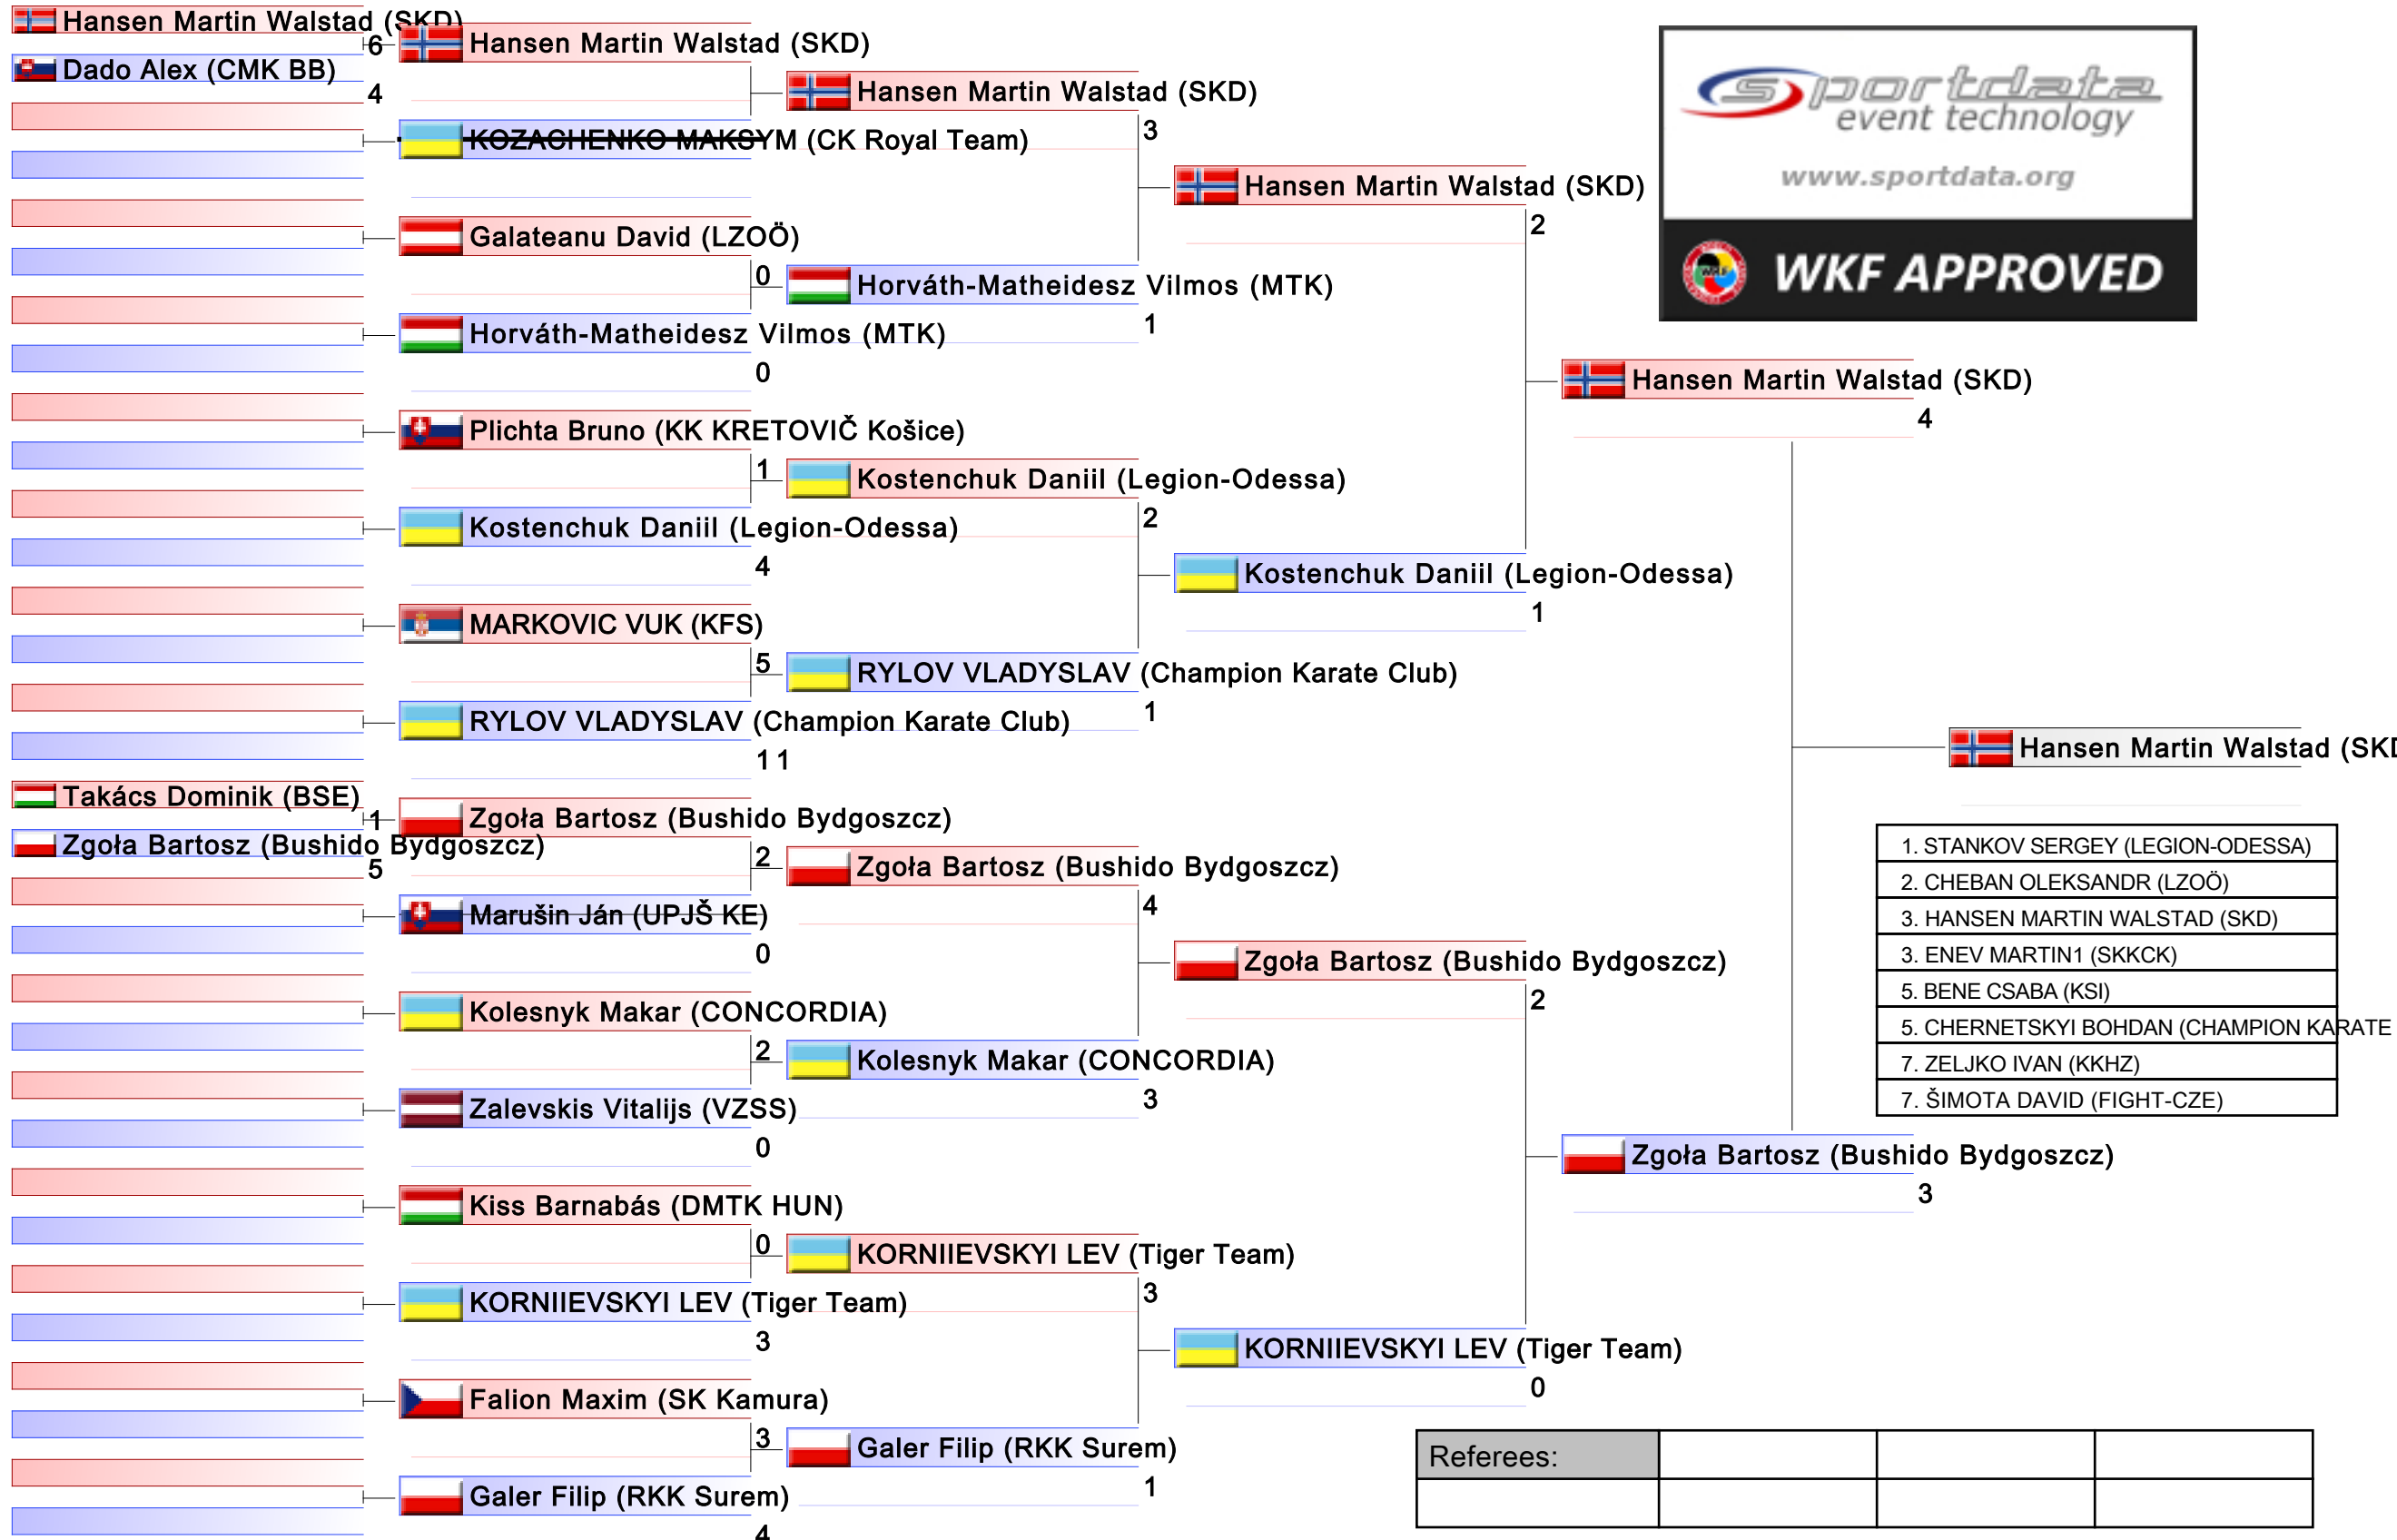 Hansen Martin Walstad (SKD)
6
Dado Alex (CMK BB)
4
Takács Dominik (BSE)
1
Zgoła Bartosz (Bushido Bydgoszcz)
5
Hansen Martin Walstad (SKD)
KOZACHENKO MAKSYM (CK Royal Team)
Galateanu David (LZOÖ)
0
Horváth-Matheidesz Vilmos (MTK)
0
Plichta Bruno (KK KRETOVIČ Košice)
1
Kostenchuk Daniil (Legion-Odessa)
4
MARKOVIC VUK (KFS)
5
RYLOV VLADYSLAV (Champion Karate Club)
11
Zgoła Bartosz (Bushido Bydgoszcz)
2
Marušin Ján (UPJŠ KE)
0
Kolesnyk Makar (CONCORDIA)
2
Zalevskis Vitalijs (VZSS)
0
Kiss Barnabás (DMTK HUN)
0
KORNIIEVSKYI LEV (Tiger Team)
3
Falion Maxim (SK Kamura)
3
Galer Filip (RKK Surem)
4
Hansen Martin Walstad (SKD)
3
Horváth-Matheidesz Vilmos (MTK)
1
Kostenchuk Daniil (Legion-Odessa)
2
RYLOV VLADYSLAV (Champion Karate Club)
1
Zgoła Bartosz (Bushido Bydgoszcz)
4
Kolesnyk Makar (CONCORDIA)
3
KORNIIEVSKYI LEV (Tiger Team)
3
Galer Filip (RKK Surem)
1
Hansen Martin Walstad (SKD)
2
Kostenchuk Daniil (Legion-Odessa)
1
Zgoła Bartosz (Bushido Bydgoszcz)
2
KORNIIEVSKYI LEV (Tiger Team)
0
Hansen Martin Walstad (SKD)
4
Zgoła Bartosz (Bushido Bydgoszcz)
3
Hansen Martin Walstad (SKD
sportdata
event technology
www.sportdata.org
WKF
WKF APPROVED
1. STANKOV SERGEY (LEGION-ODESSA)
2. CHEBAN OLEKSANDR (LZOÖ)
3. HANSEN MARTIN WALSTAD (SKD)
3. ENEV MARTIN1 (SKKCK)
5. BENE CSABA (KSI)
5. CHERNETSKYI BOHDAN (CHAMPION KARATE
7. ZELJKO IVAN (KKHZ)
7. ŠIMOTA DAVID (FIGHT-CZE)
Referees: